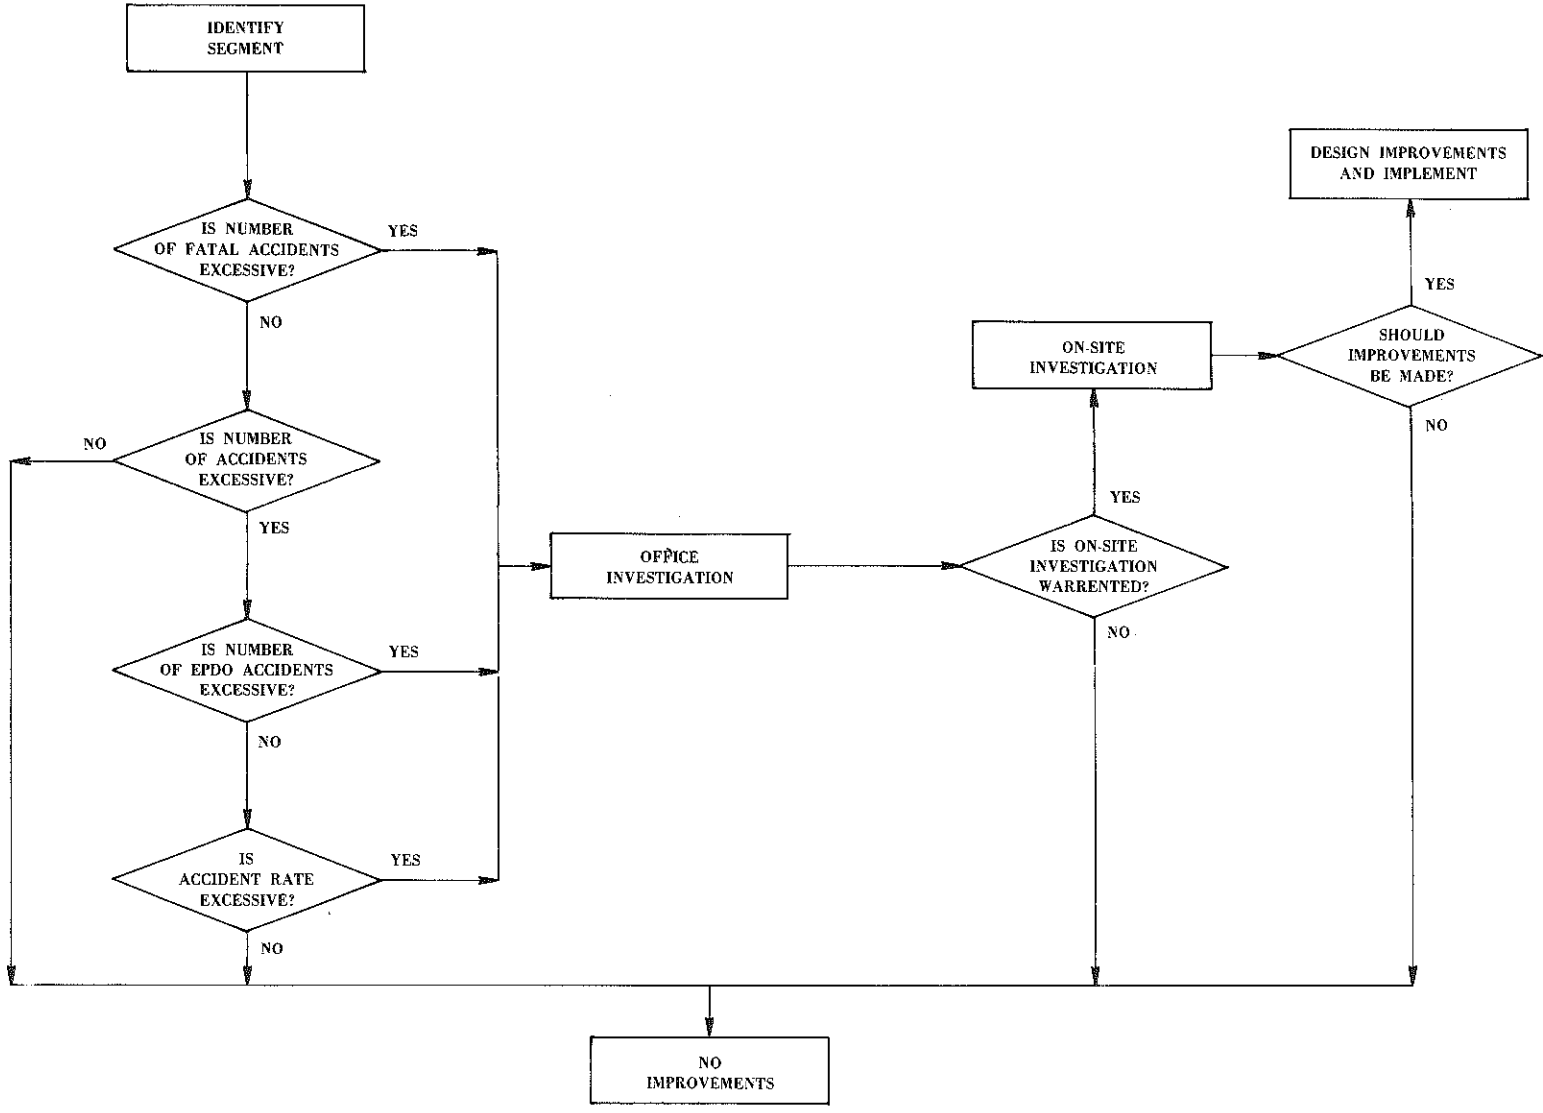 IDENTIFY
SEGMENT
IS NUMBER
OF FATAL ACCIDENTS
EXCESSIVE?
YES
NO
IS NUMBER
OF ACCIDENTS
EXCESSIVE?
NO
YES
IS NUMBER
OF EPDO ACCIDENTS
EXCESSIVE?
YES
NO
IS
ACCIDENT RATE
EXCESSIVE?
YES
NO
OFFICE
INVESTIGATION
IS ON-SITE
INVESTIGATION
WARRENTED?
YES
NO
ON-SITE
INVESTIGATION
SHOULD
IMPROVEMENTS
BE MADE?
YES
NO
DESIGN IMPROVEMENTS
AND IMPLEMENT
NO
IMPROVEMENTS